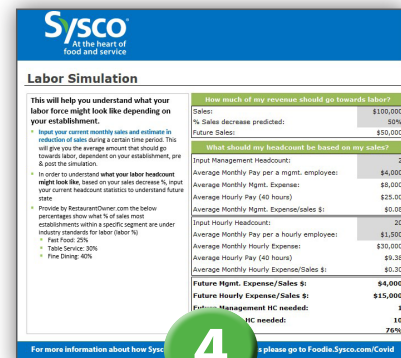 Sysco
At the heart of
food and service
Labor Simulation
This will help you understand what your
labor force might look like depending on
your establishment.
Input your current monthly sales and estimate in
reduction of sales during a certain time period. This
will give you the average amount that should go
towards labor, dependent on your establishment, pre
& post the simulation.
In order to understand what your labor headcount
might look like, based on your sales decrease %, input
your current headcount statistics to understand future
state
Provide by RestaurantOwner.com the below
percentages show what % of sales most
establishments within a specific segment are under
industry standards for labor (labor %)
Fast Food: 25%
Table Service: 30%
Fine Dining: 40%
How much of my revenue should go towards labor?
Sales: $100,000
% Sales decrease predicted: 50%
Future Sales: $50,000
What should my headcount be based on my sales?
Input Management Headcount: 2
Average Monthly Pay per a mgmt. employee: $4,000
Average Monthly Mgmt. Expense: $8,000
Average Hourly Pay (40 hours) $25.00
Average Monthly Mgmt. Expense/sales $: $0.08
Input Hourly Headcount: 20
Average Monthly Pay per a hourly employee: $1,500
Average Monthly Hourly Expense: $30,000
Average Hourly Pay (40 hours) $9.38
Average Monthly Hourly Expense/Sales $: $0.30
Future Mgmt. Expense/Sales $: $4,000
Future Hourly Expense/Sales $: $15,000
Future Management HC needed: 1
HC needed: 10
76%
4
For more information about how Sysc s please go to Foodie.Sysco.com/Covid